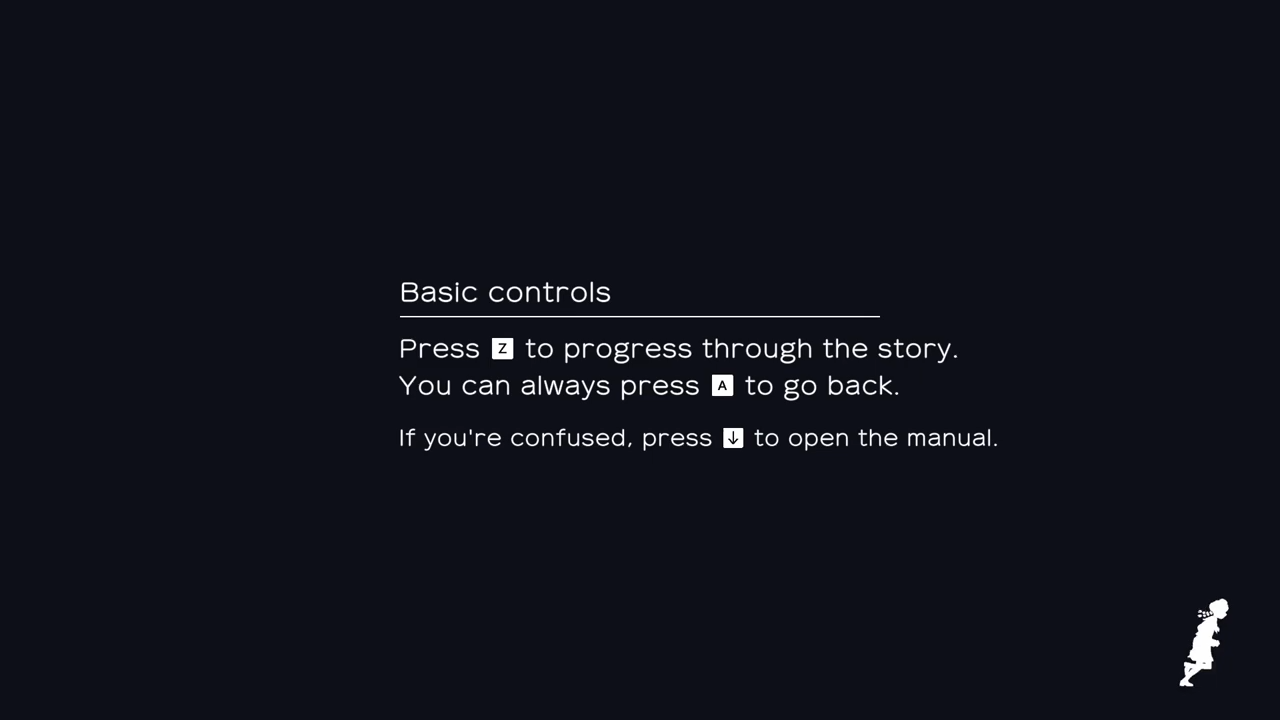 Basic controls
Press Z to progress through the story.
You can always press A to go back.
If you're confused, press ↓ to open the manual.